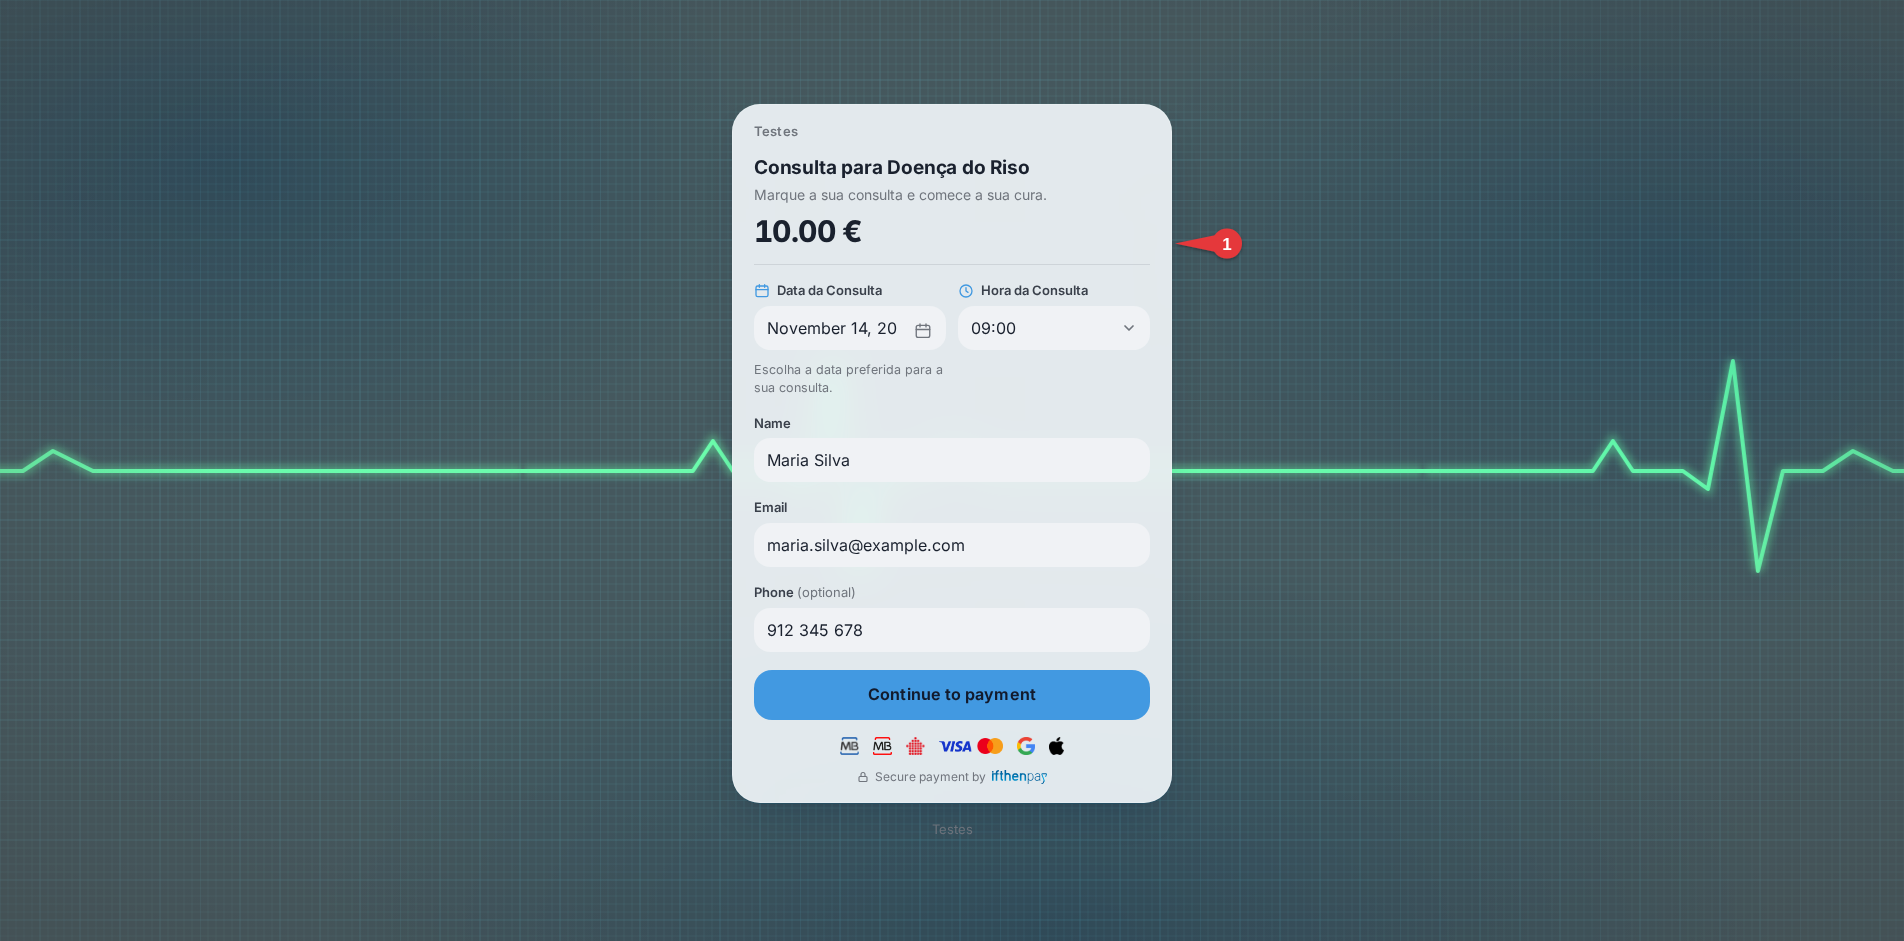 Testes
Consulta para Doença do Riso
Marque a sua consulta e comece a sua cura.
10.00 €
1
Data da Consulta
Hora da Consulta
November 14, 20
09:00
Escolha a data preferida para a
sua consulta.
Name
Maria Silva
Email
maria.silva@example.com
Phone (optional)
912 345 678
Continue to payment
MB MB VISA G
Secure payment by ifthenpay
Testes